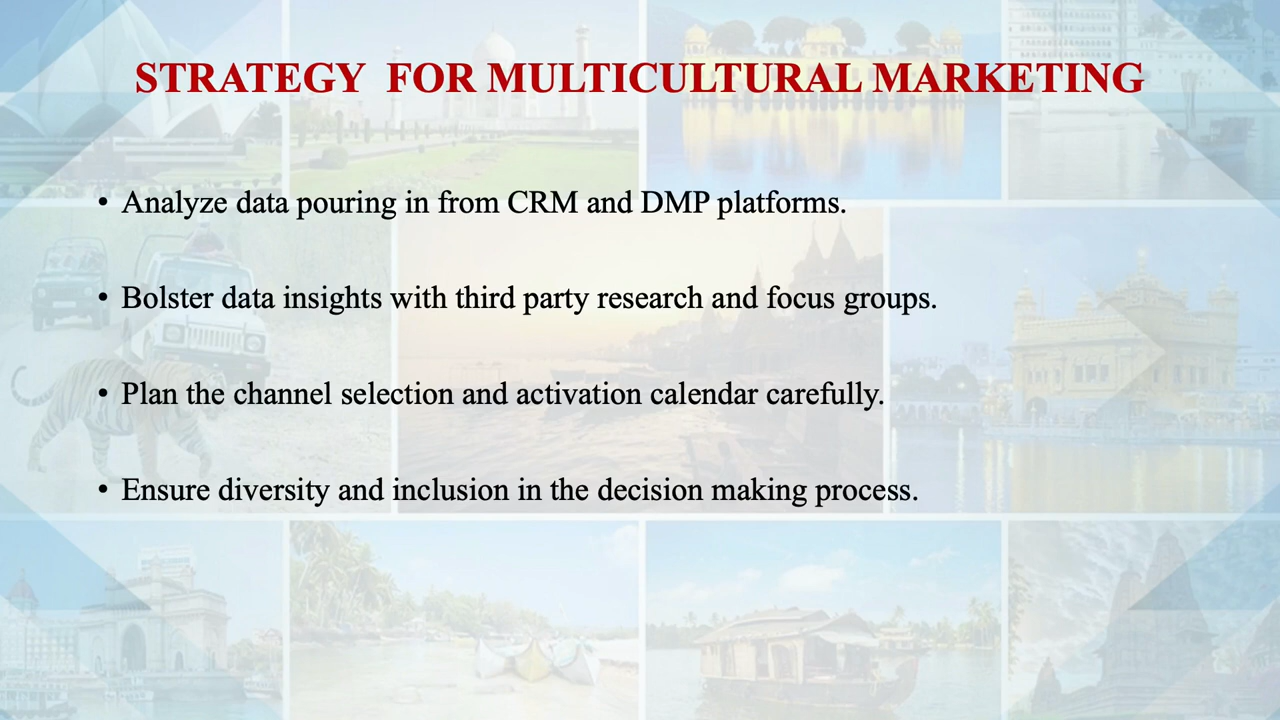 STRATEGY  FOR MULTICULTURAL MARKETING
• Analyze data pouring in from CRM and DMP platforms.
• Bolster data insights with third party research and focus groups.
• Plan the channel selection and activation calendar carefully.
• Ensure diversity and inclusion in the decision making process.